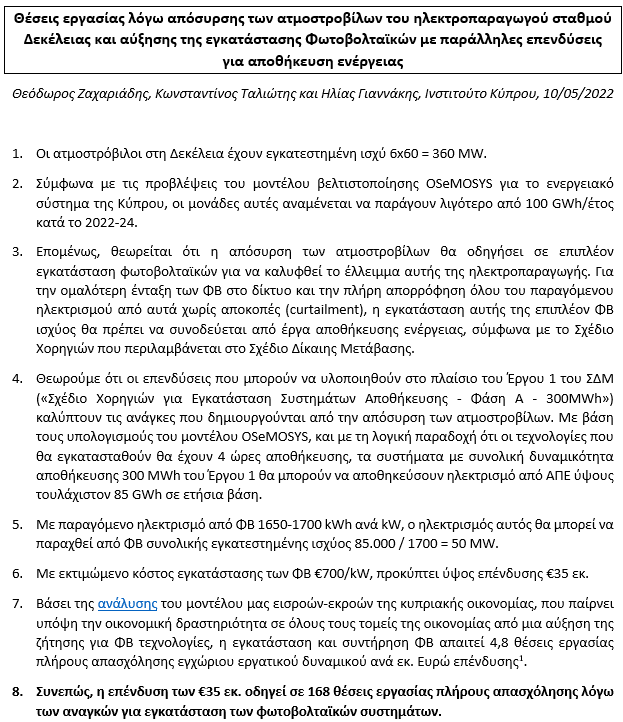 Θέσεις εργασίας λόγω απόσυρσης των ατμοστροβίλων του ηλεκτροπαραγωγού σταθμού
Δεκέλειας και αύξησης της εγκατάστασης Φωτοβολταϊκών με παράλληλες επενδύσεις
για αποθήκευση ενέργειας
Θεόδωρος Ζαχαριάδης, Κωνσταντίνος Ταλιώτης και Ηλίας Γιαννάκης, Ινστιτούτο Κύπρου, 10/05/2022
1. Οι ατμοστρόβιλοι στη Δεκέλεια έχουν εγκατεστημένη ισχύ 6x60 = 360 MW.
2. Σύμφωνα με τις προβλέψεις του μοντέλου βελτιστοποίησης OSeMOSYS για το ενεργειακό
σύστημα της Κύπρου, οι μονάδες αυτές αναμένεται να παράγουν λιγότερο από 100 GWh/έτος
κατά το 2022-24.
3. Επομένως, θεωρείται ότι η απόσυρση των ατμοστροβίλων θα οδηγήσει σε επιπλέον
εγκατάσταση φωτοβολταϊκών για να καλυφθεί το έλλειμμα αυτής της ηλεκτροπαραγωγής. Για
την ομαλότερη ένταξη των ΦΒ στο δίκτυο και την πλήρη απορρόφηση όλου του παραγόμενου
ηλεκτρισμού από αυτά χωρίς αποκοπές (curtailment), η εγκατάσταση αυτής της επιπλέον ΦΒ
ισχύος θα πρέπει να συνοδεύεται από έργα αποθήκευσης ενέργειας, σύμφωνα με το Σχέδιο
Χορηγιών που περιλαμβάνεται στο Σχέδιο Δίκαιης Μετάβασης.
4. Θεωρούμε ότι οι επενδύσεις που μπορούν να υλοποιηθούν στο πλαίσιο του Έργου 1 του ΣΔΜ
(«Σχέδιο Χορηγιών για Εγκατάσταση Συστημάτων Αποθήκευσης - Φάση Α - 300MWh»)
καλύπτουν τις ανάγκες που δημιουργούνται από την απόσυρση των ατμοστροβίλων. Με βάση
τους υπολογισμούς του μοντέλου OSeMOSYS, και με τη λογική παραδοχή ότι οι τεχνολογίες που
θα εγκατασταθούν θα έχουν 4 ώρες αποθήκευσης, τα συστήματα με συνολική δυναμικότητα
αποθήκευσης 300 MWh του Έργου 1 θα μπορούν να αποθηκεύσουν ηλεκτρισμό από ΑΠΕ ύψους
τουλάχιστον 85 GWh σε ετήσια βάση.
5. Με παραγόμενο ηλεκτρισμό από ΦΒ 1650-1700 kWh ανά kW, ο ηλεκτρισμός αυτός θα μπορεί να
παραχθεί από ΦΒ συνολικής εγκατεστημένης ισχύος 85.000 / 1700 = 50 MW.
6. Με εκτιμώμενο κόστος εγκατάστασης των ΦΒ €700/kW, προκύπτει ύψος επένδυσης €35 εκ.
7. Βάσει της ανάλυσης του μοντέλου μας εισροών-εκροών της κυπριακής οικονομίας, που παίρνει
υπόψη την οικονομική δραστηριότητα σε όλους τους τομείς της οικονομίας από μια αύξηση της
ζήτησης για ΦΒ τεχνολογίες, η εγκατάσταση και συντήρηση ΦΒ απαιτεί 4,8 θέσεις εργασίας
πλήρους απασχόλησης εγχώριου εργατικού δυναμικού ανά εκ. Ευρώ επένδυσης¹.
8. Συνεπώς, η επένδυση των €35 εκ. οδηγεί σε 168 θέσεις εργασίας πλήρους απασχόλησης λόγω
των αναγκών για εγκατάσταση των φωτοβολταϊκών συστημάτων.